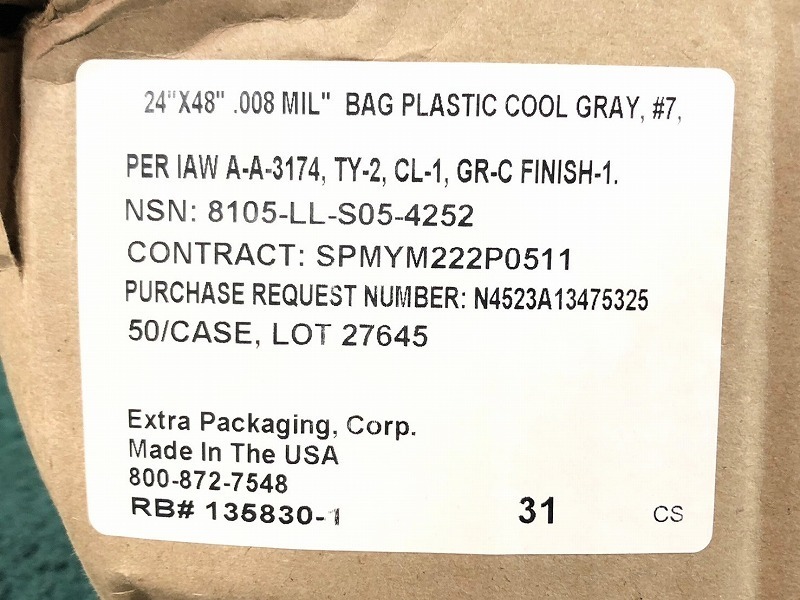 24"X48" .008 MIL" BAG PLASTIC COOL GRAY, #7,
PER IAW A-A-3174, TY-2, CL-1, GR-C FINISH-1.
NSN: 8105-LL-S05-4252
CONTRACT: SPMYM222P0511
PURCHASE REQUEST NUMBER: N4523A13475325
50/CASE, LOT 27645
Extra Packaging, Corp.
Made In The USA
800-872-7548
RB# 135830-1 31 CS